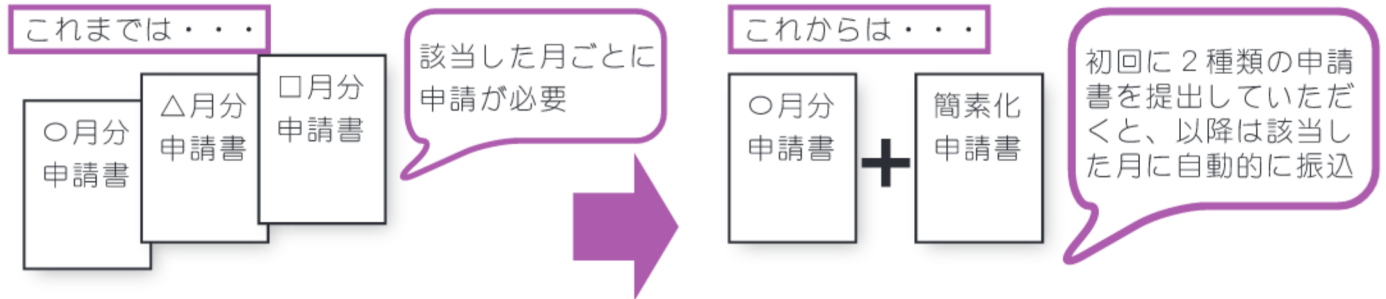 これまでは・・・
〇月分
申請書
△月分
申請書
□月分
申請書
該当した月ごとに
申請が必要
これからは・・・
〇月分
申請書
+
簡素化
申請書
初回に２種類の申請
書を提出していただ
くと、以降は該当し
た月に自動的に振込